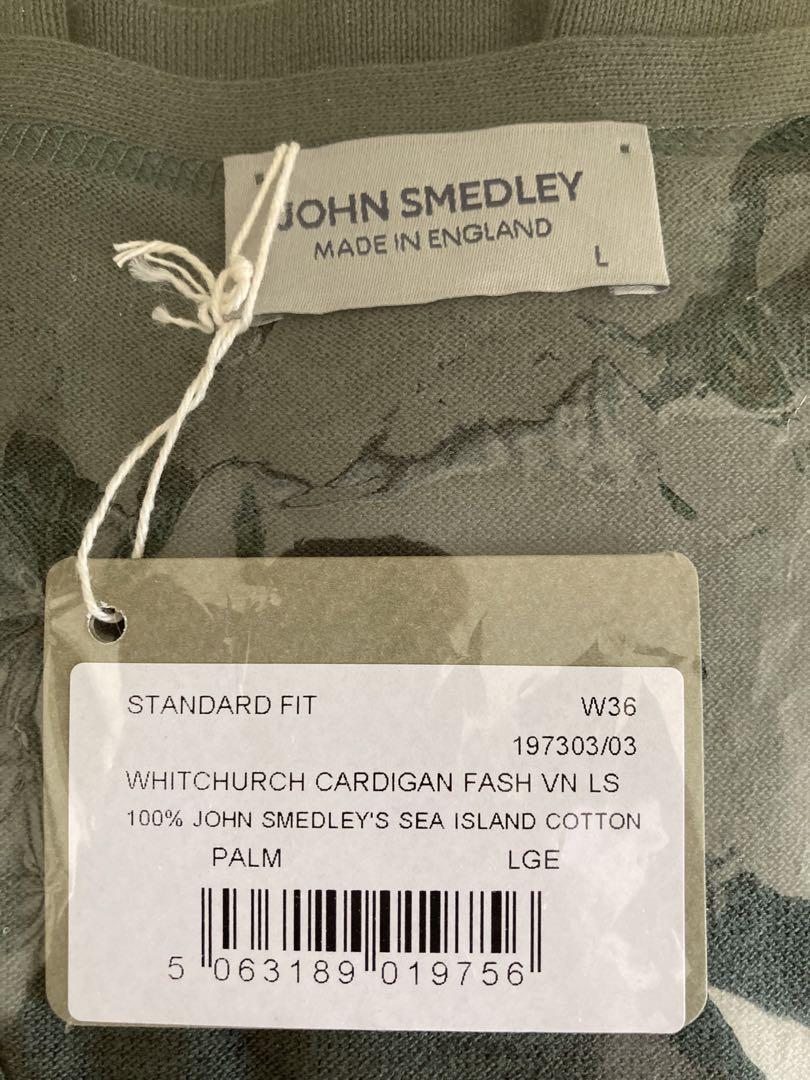 JOHN SMEDLEY
MADE IN ENGLAND
L
STANDARD FIT W36
197303/03
WHITCHURCH CARDIGAN FASH VN LS
100% JOHN SMEDLEY'S SEA ISLAND COTTON
PALM LGE
5 063189 019756